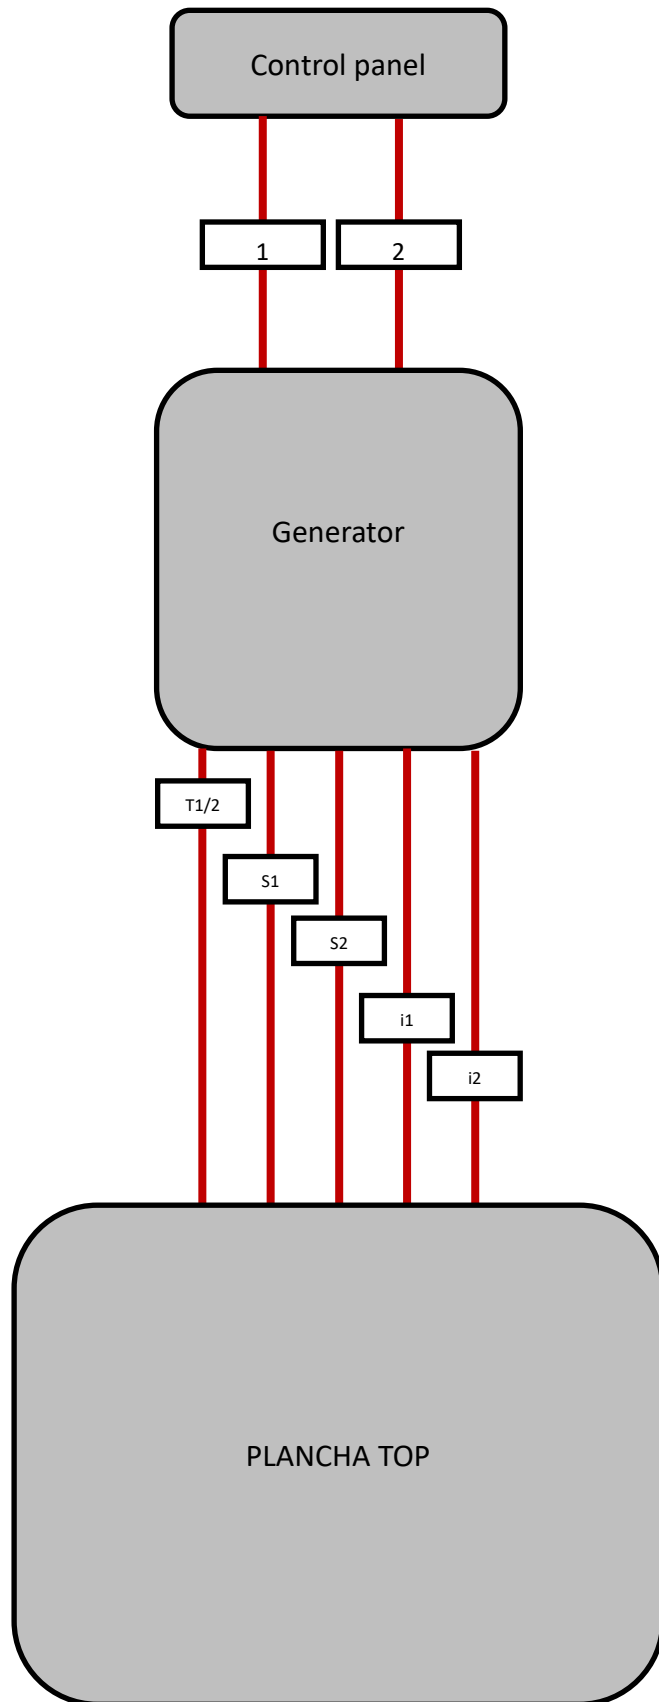 Control panel
1
2
Generator
T1/2
S1
S2
i1
i2
PLANCHA TOP